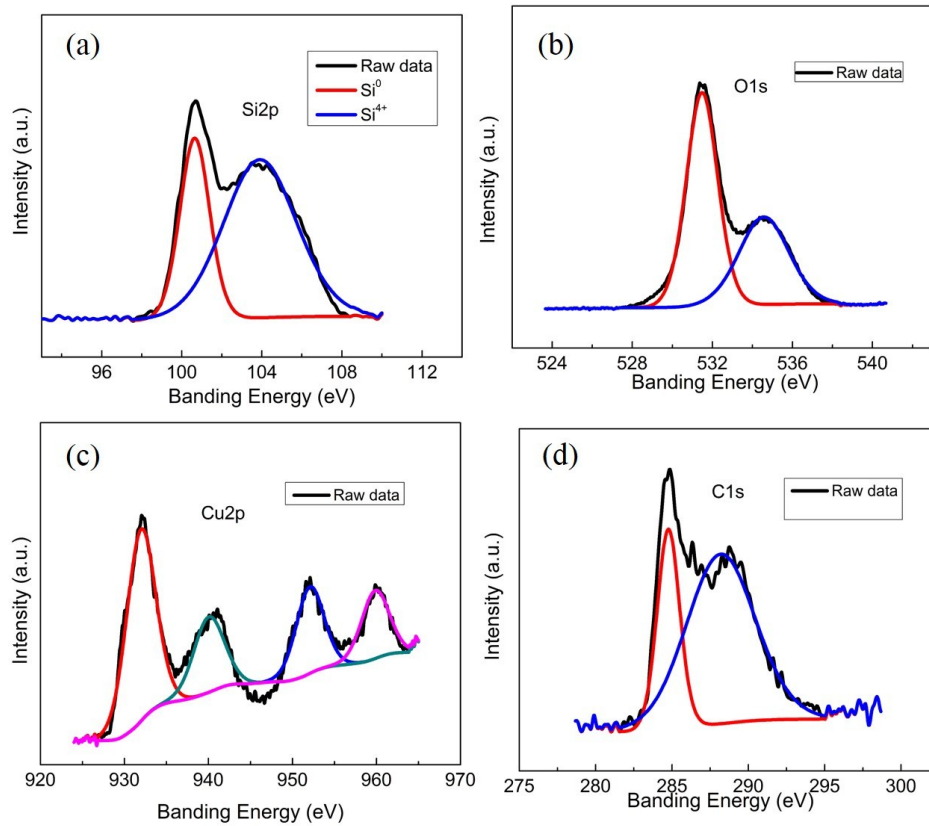 (a)
Raw data
Si⁰
Si⁴⁺
Si2p
Intensity (a.u.)
96 100 104 108 112
Banding Energy (eV)
(b)
Raw data
O1s
Intensity (a.u.)
524 528 532 536 540
Banding Energy (eV)
(c)
Raw data
Cu2p
Intensity (a.u.)
920 930 940 950 960 970
Banding Energy (eV)
(d)
C1s
Raw data
Intensity (a.u.)
275 280 285 290 295 300
Banding Energy (eV)